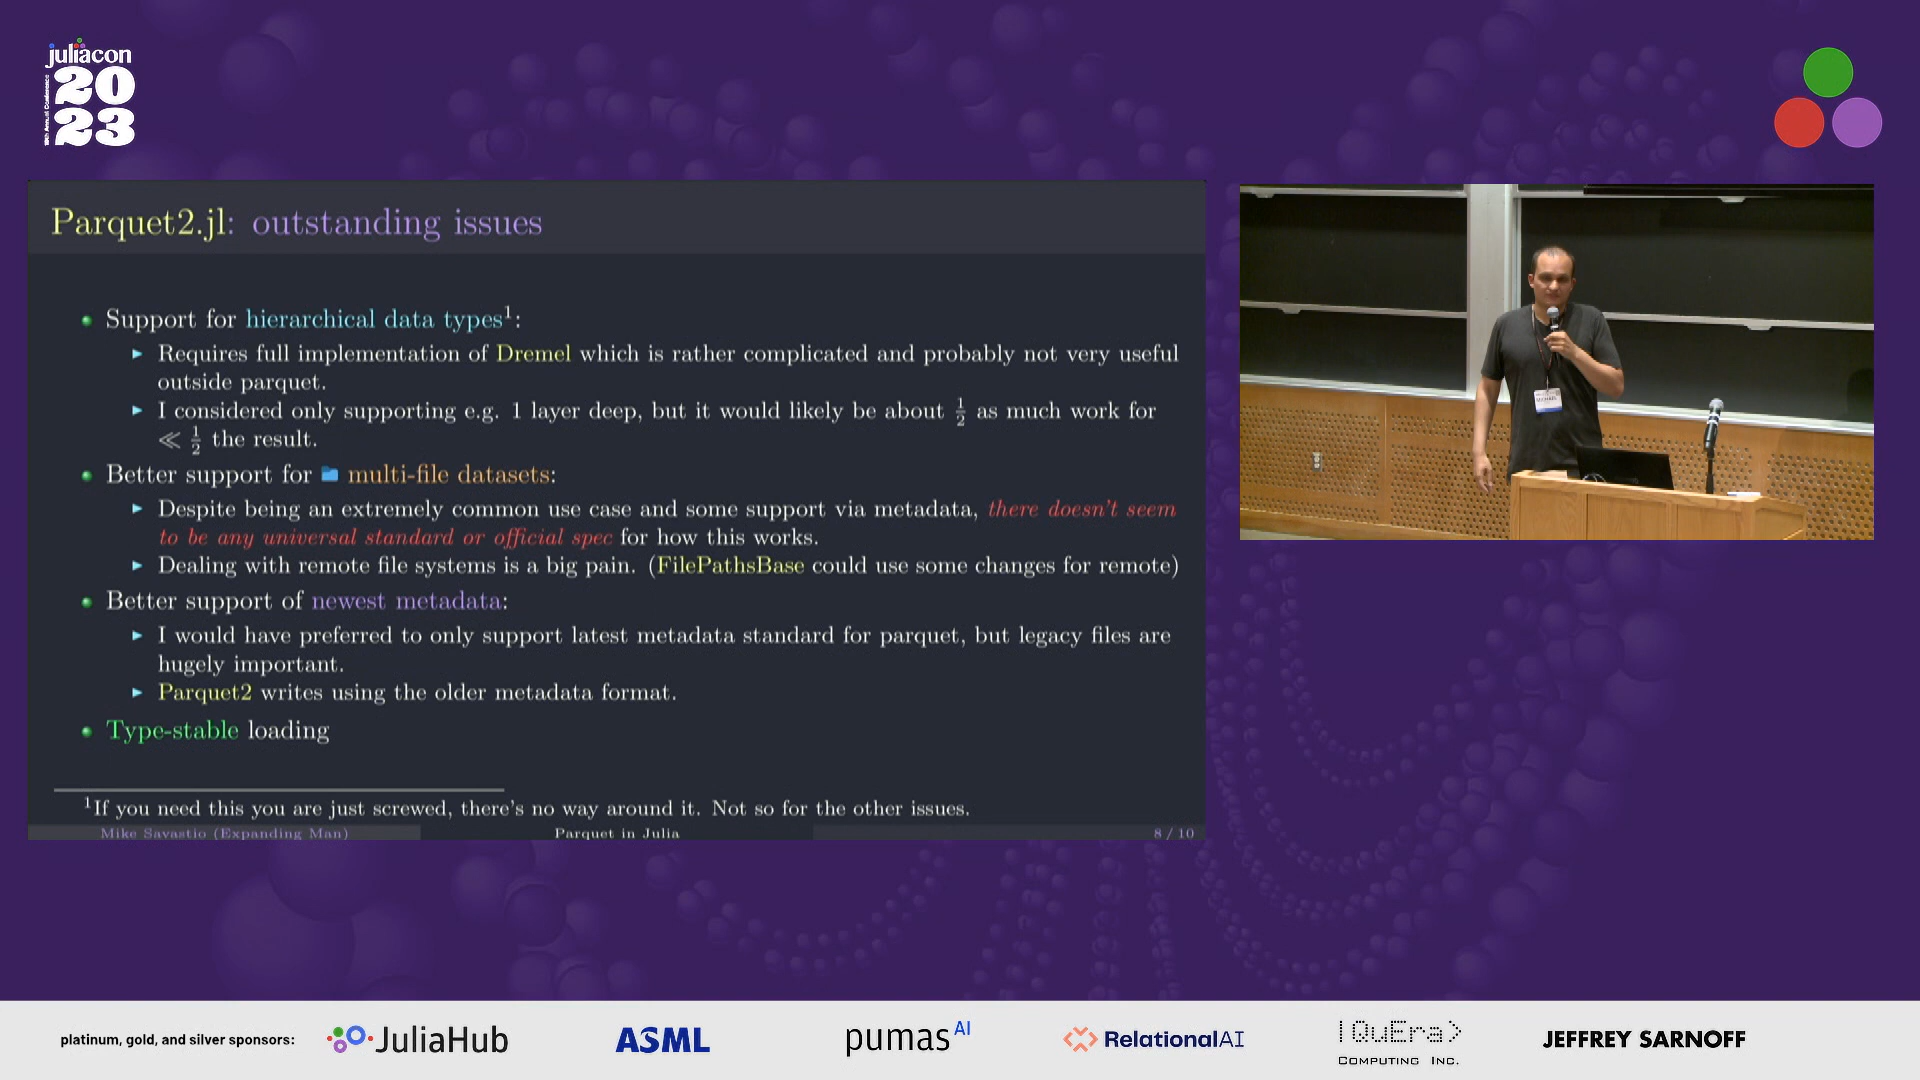 juliacon
20
23
Parquet2.jl: outstanding issues
Support for hierarchical data types¹:
Requires full implementation of Dremel which is rather complicated and probably not very useful
outside parquet.
I considered only supporting e.g. 1 layer deep, but it would likely be about ½ as much work for
≪ ½ the result.
Better support for multi-file datasets:
Despite being an extremely common use case and some support via metadata, there doesn't seem
to be any universal standard or official spec for how this works.
Dealing with remote file systems is a big pain. (FilePathsBase could use some changes for remote)
Better support of newest metadata:
I would have preferred to only support latest metadata standard for parquet, but legacy files are
hugely important.
Parquet2 writes using the older metadata format.
Type-stable loading
¹If you need this you are just screwed, there's no way around it. Not so for the other issues.
Mike Savastio (Expanding Man) Parquet in Julia 8 / 10
platinum, gold, and silver sponsors: JuliaHub ASML pumas AI RelationalAI |QuEra> COMPUTING INC. JEFFREY SARNOFF